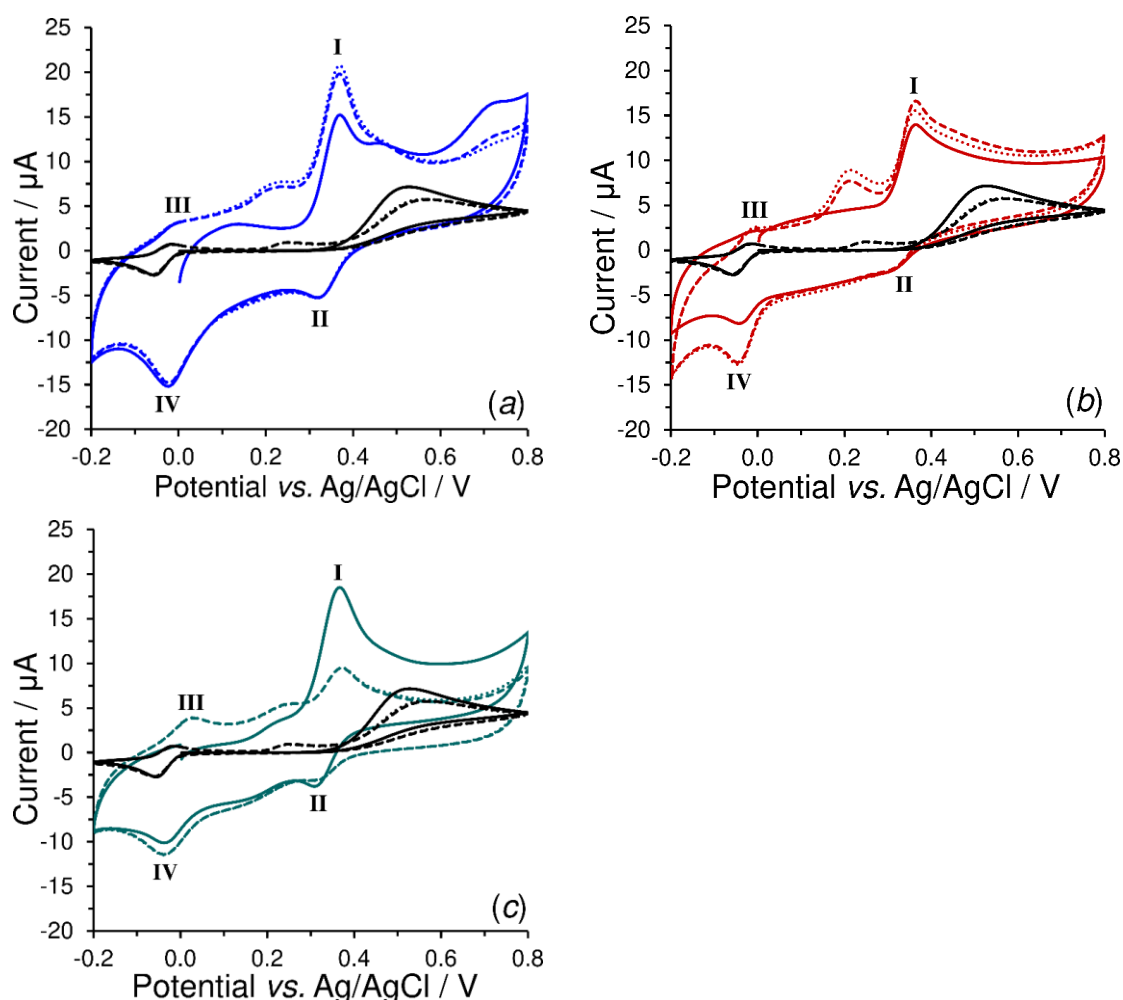 25
20
15
10
5
0
-5
-10
-15
-20
Current / μA
I
III
II
IV
(a)
-0.2 0.0 0.2 0.4 0.6 0.8
Potential vs. Ag/AgCl / V
25
20
15
10
5
0
-5
-10
-15
-20
Current / μA
I
III
II
IV
(b)
-0.2 0.0 0.2 0.4 0.6 0.8
Potential vs. Ag/AgCl / V
25
20
15
10
5
0
-5
-10
-15
-20
Current / μA
I
III
II
IV
(c)
-0.2 0.0 0.2 0.4 0.6 0.8
Potential vs. Ag/AgCl / V